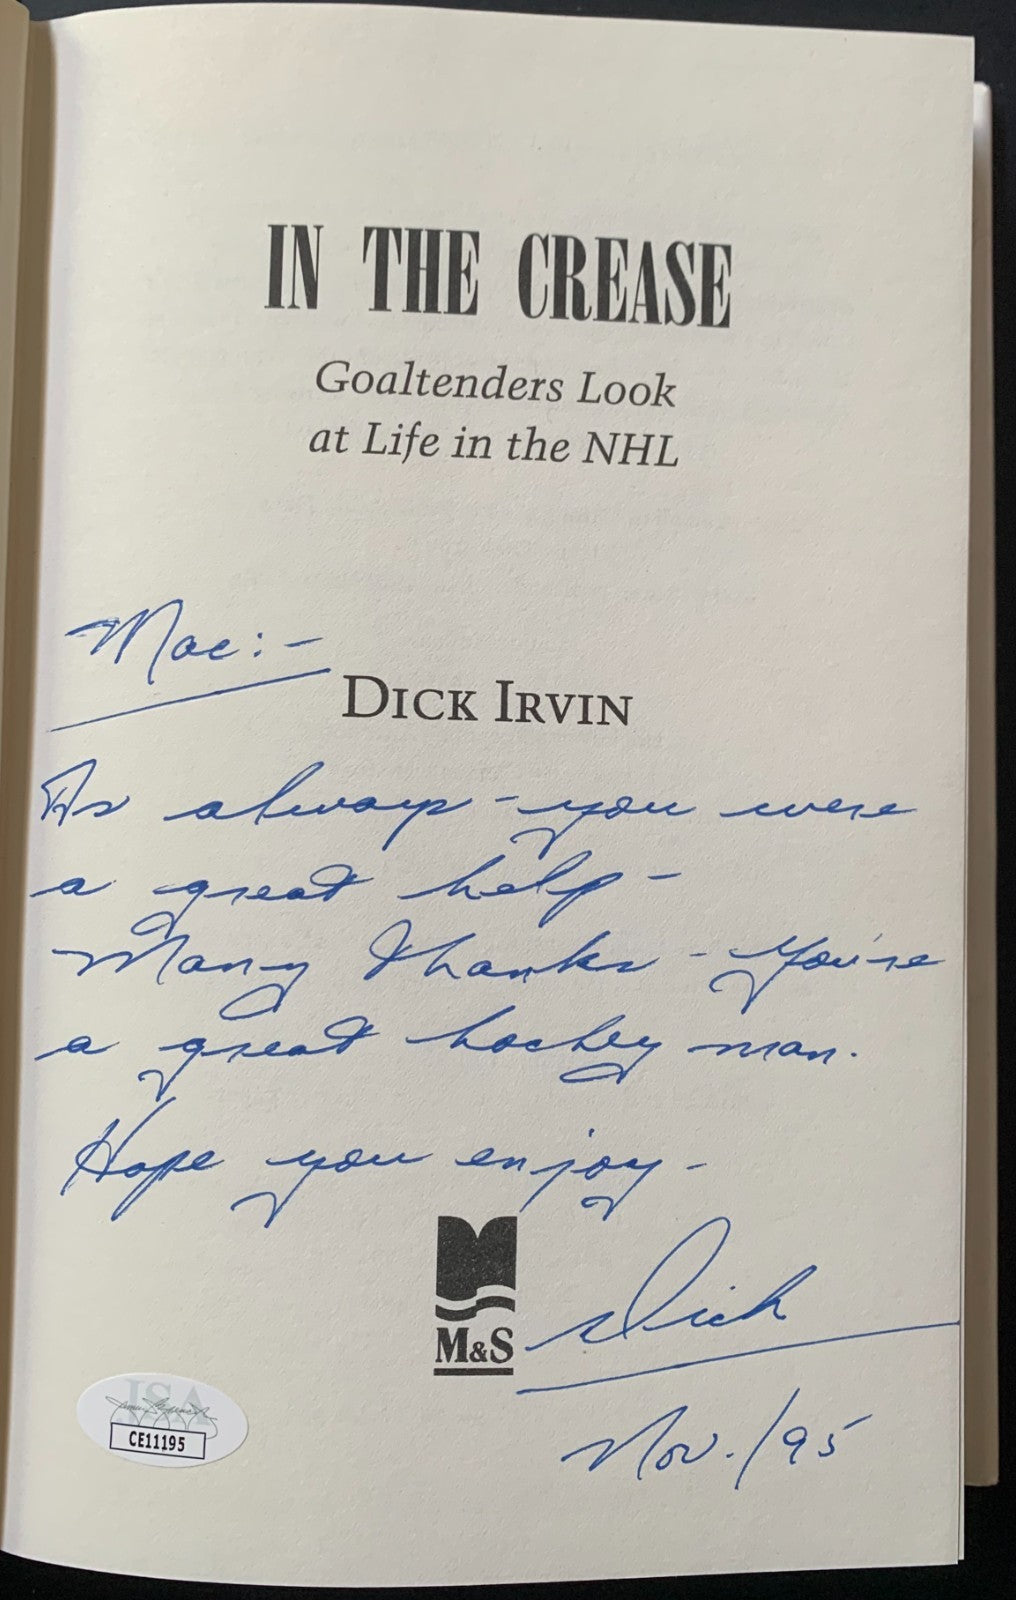 IN THE CREASE
Goaltenders Look
at Life in the NHL
Mac:-
DICK IRVIN
As always - you were
a great help -
Many thanks - You're
a great hockey man.
Hope you enjoy -
M&S
Dick
Nov./95
JSA
CE11195